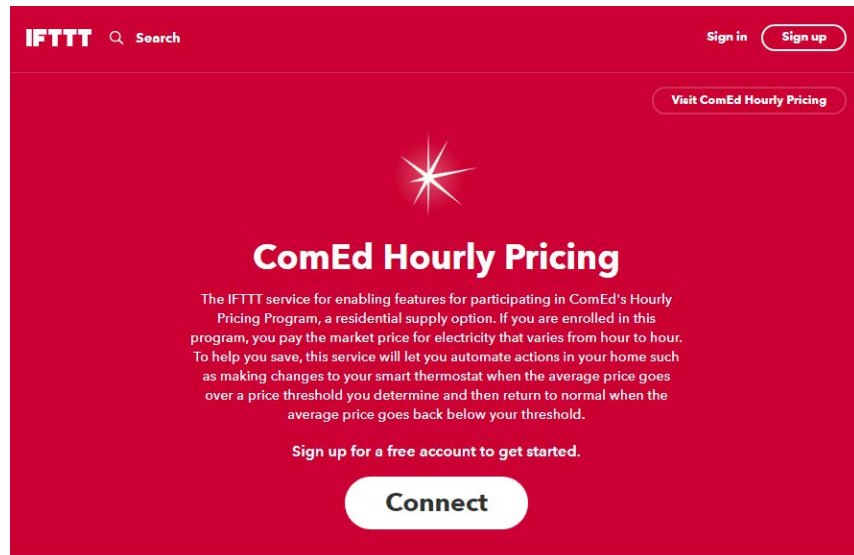 IFTTT Search Sign in Sign up
Visit ComEd Hourly Pricing
ComEd Hourly Pricing
The IFTTT service for enabling features for participating in ComEd's Hourly
Pricing Program, a residential supply option. If you are enrolled in this
program, you pay the market price for electricity that varies from hour to hour.
To help you save, this service will let you automate actions in your home such
as making changes to your smart thermostat when the average price goes
over a price threshold you determine and then return to normal when the
average price goes back below your threshold.
Sign up for a free account to get started.
Connect